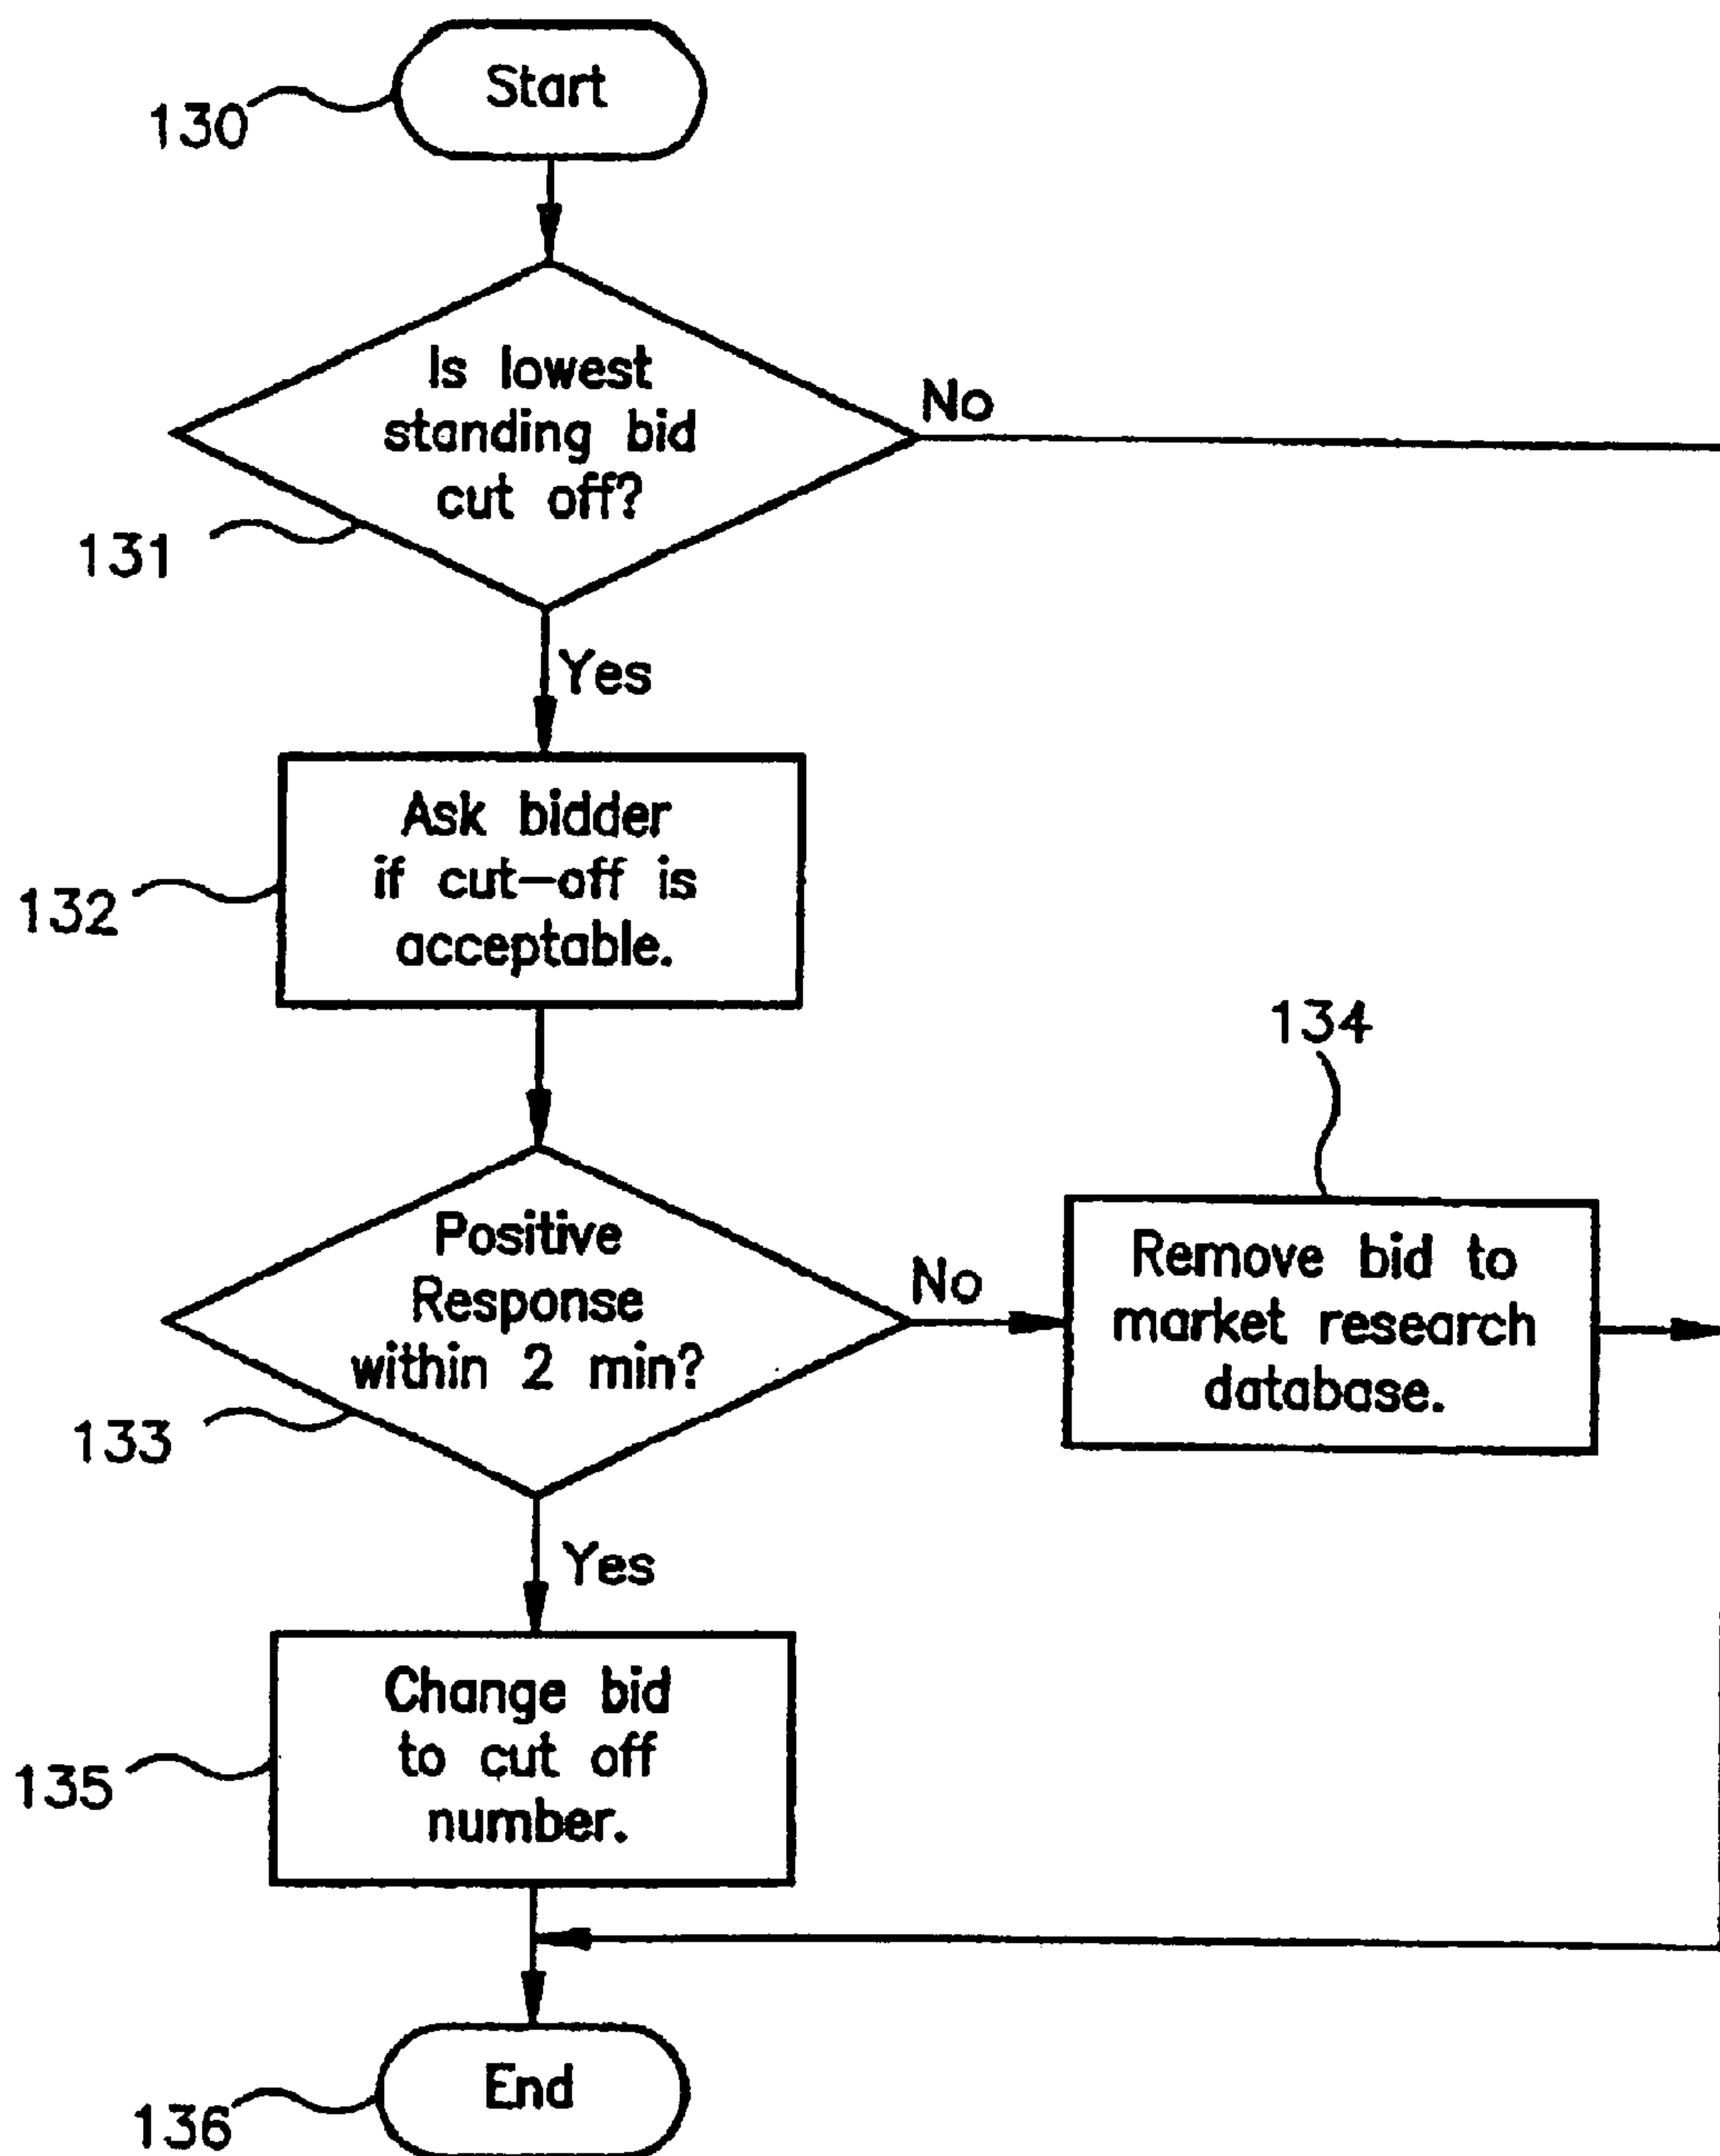 Start
130
Is lowest
standing bid
cut off?
No
131
Yes
Ask bidder
if cut-off is
acceptable.
132
134
Positive
Response
within 2 min?
No
Remove bid to
market research
database.
133
Yes
Change bid
to cut off
number.
135
End
136